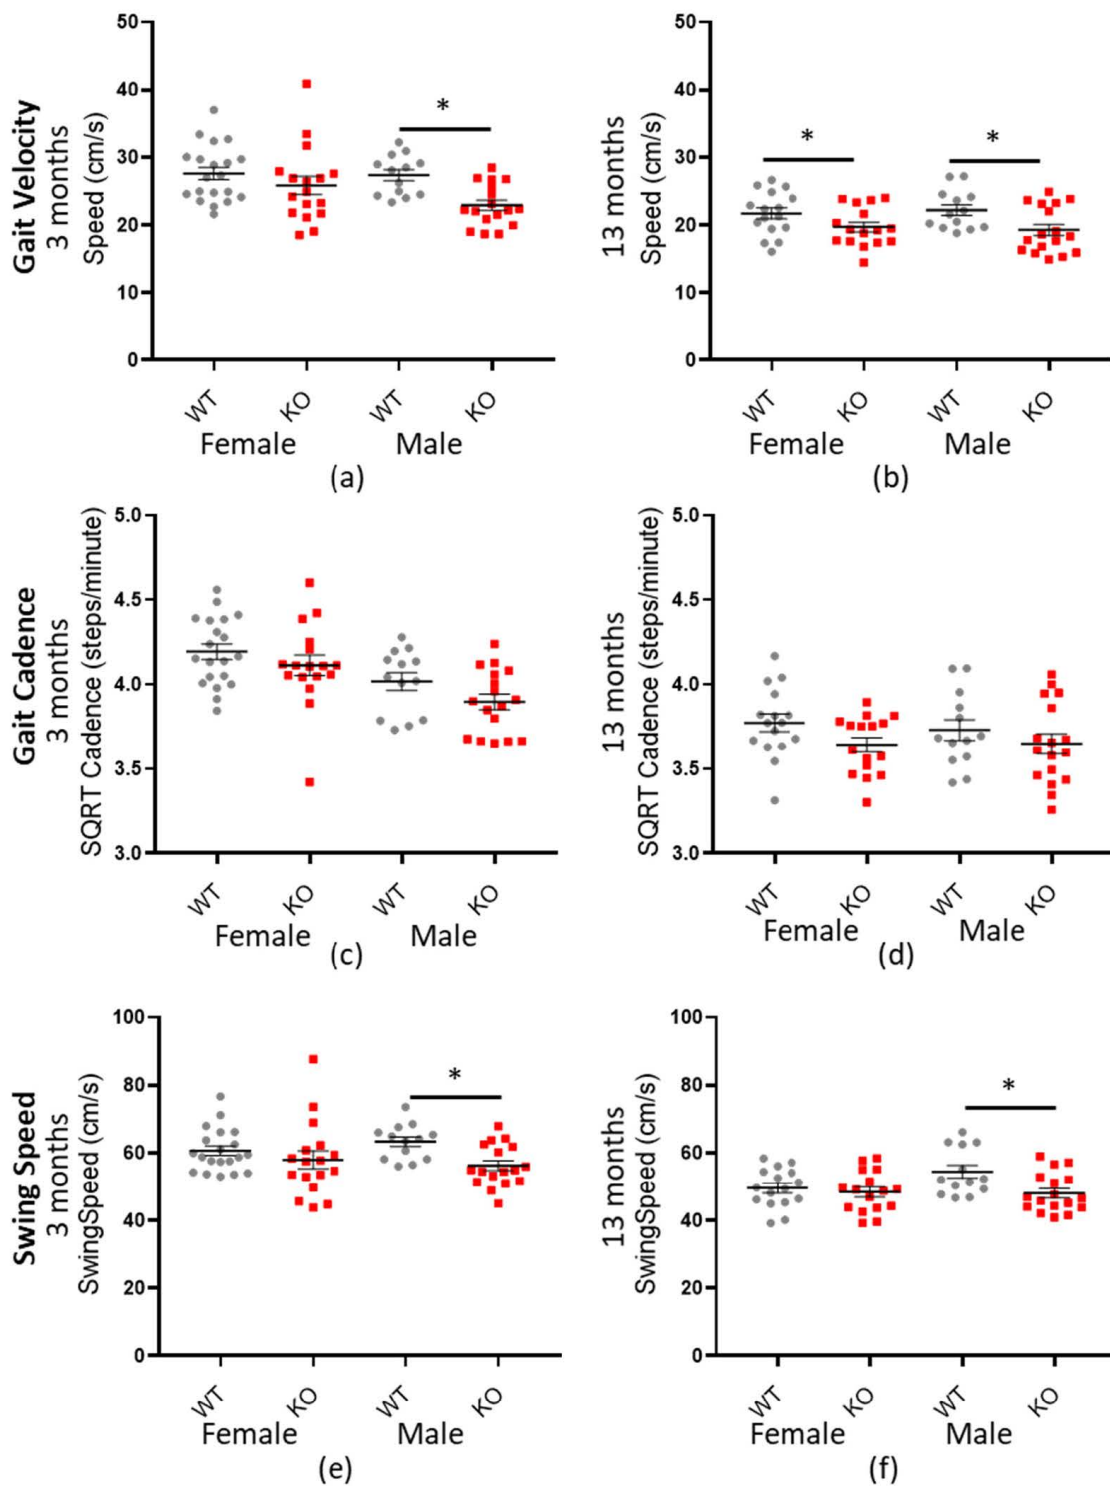 Gait Velocity
3 months
Speed (cm/s)
50
40
30
20
10
0
*
WT
KO
WT
KO
Female
Male
(a)
13 months
Speed (cm/s)
50
40
30
20
10
0
*
*
WT
KO
WT
KO
Female
Male
(b)
Gait Cadence
3 months
SQRT Cadence (steps/minute)
5.0
4.5
4.0
3.5
3.0
WT
KO
WT
KO
Female
Male
(c)
13 months
SQRT Cadence (steps/minute)
5.0
4.5
4.0
3.5
3.0
WT
KO
WT
KO
Female
Male
(d)
Swing Speed
3 months
SwingSpeed (cm/s)
100
80
60
40
20
0
*
WT
KO
WT
KO
Female
Male
(e)
13 months
SwingSpeed (cm/s)
100
80
60
40
20
0
*
WT
KO
WT
KO
Female
Male
(f)